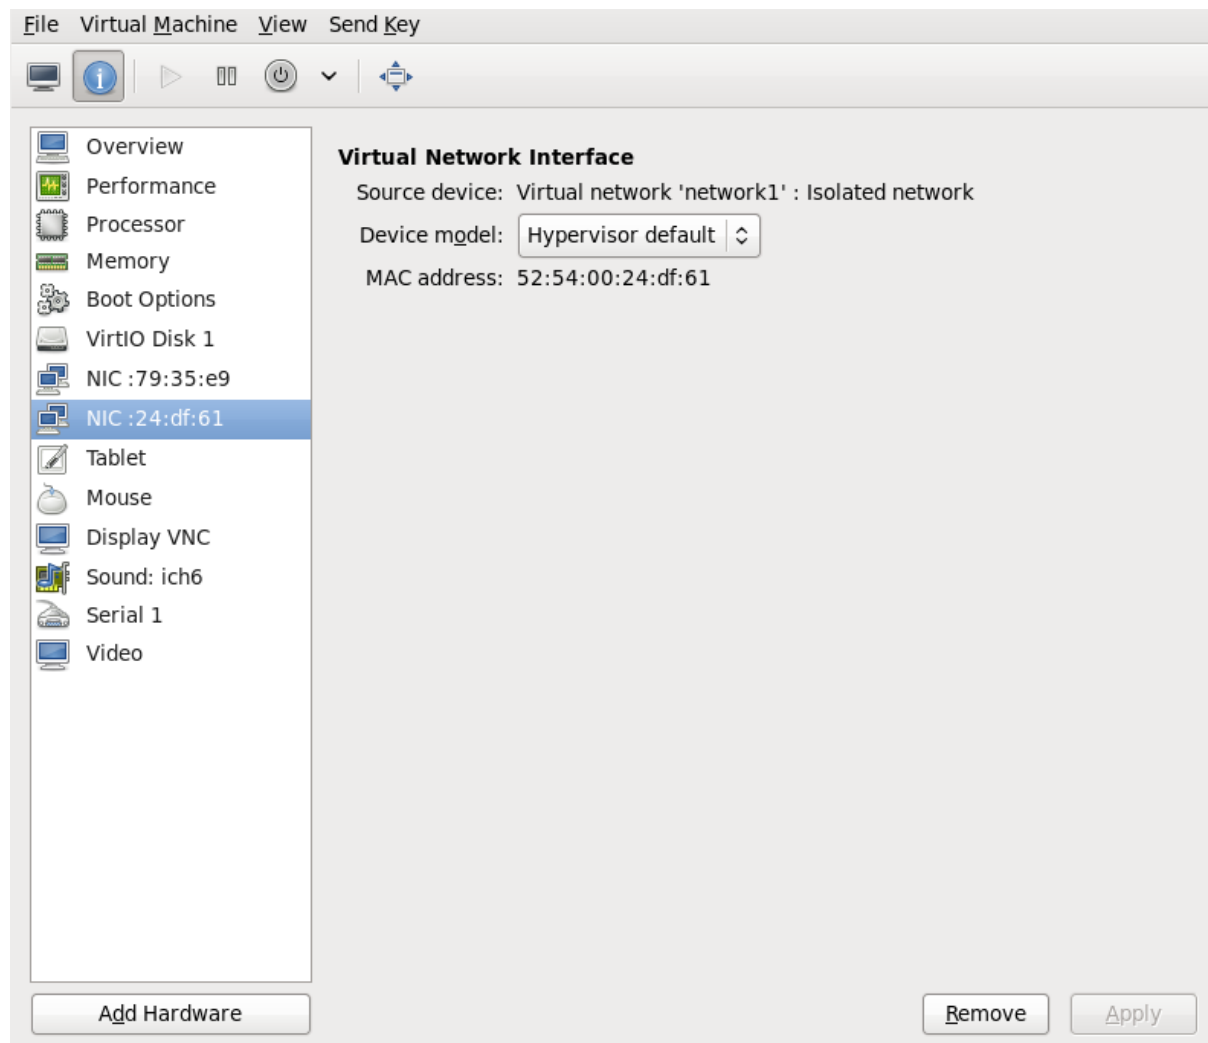 File Virtual Machine View Send Key
Overview
Performance
Processor
Memory
Boot Options
VirtIO Disk 1
NIC :79:35:e9
NIC :24:df:61
Tablet
Mouse
Display VNC
Sound: ich6
Serial 1
Video
Add Hardware
Virtual Network Interface
Source device: Virtual network 'network1' : Isolated network
Device model: Hypervisor default
MAC address: 52:54:00:24:df:61
Remove Apply